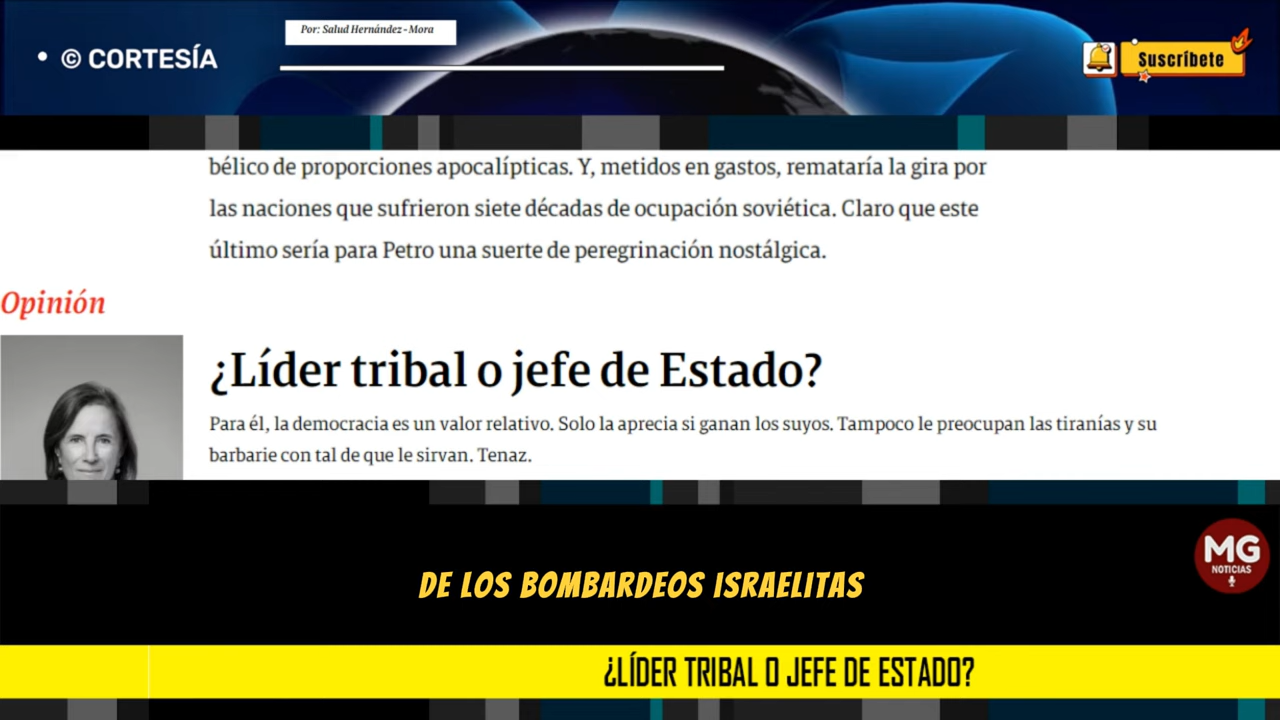 Por: Salud Hernández-Mora
• © CORTESÍA
Suscríbete
bélico de proporciones apocalípticas. Y, metidos en gastos, remataría la gira por
las naciones que sufrieron siete décadas de ocupación soviética. Claro que este
último sería para Petro una suerte de peregrinación nostálgica.
Opinión
¿Líder tribal o jefe de Estado?
Para él, la democracia es un valor relativo. Solo la aprecia si ganan los suyos. Tampoco le preocupan las tiranías y su
barbarie con tal de que le sirvan. Tenaz.
MG
NOTICIAS
DE LOS BOMBARDEOS ISRAELITAS
¿LÍDER TRIBAL O JEFE DE ESTADO?